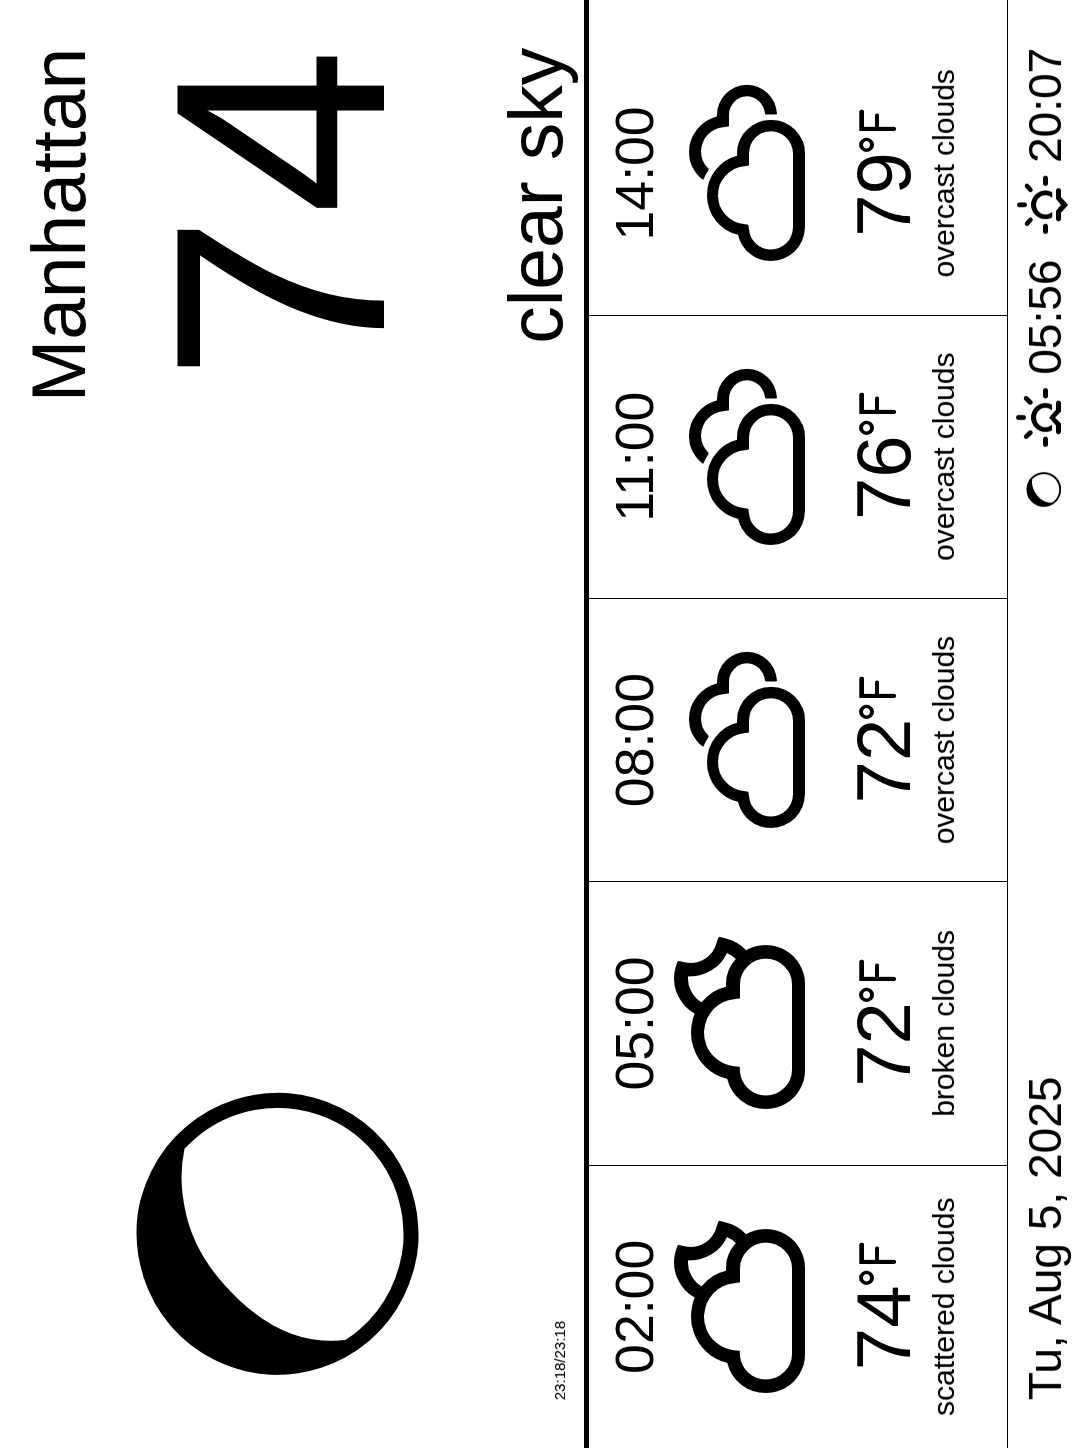 Manhattan
74
clear sky
23:18/23:18
02:00 05:00 08:00 11:00 14:00
74°F 72°F 72°F 76°F 79°F
scattered clouds broken clouds overcast clouds overcast clouds overcast clouds
Tu, Aug 5, 2025 05:56 20:07